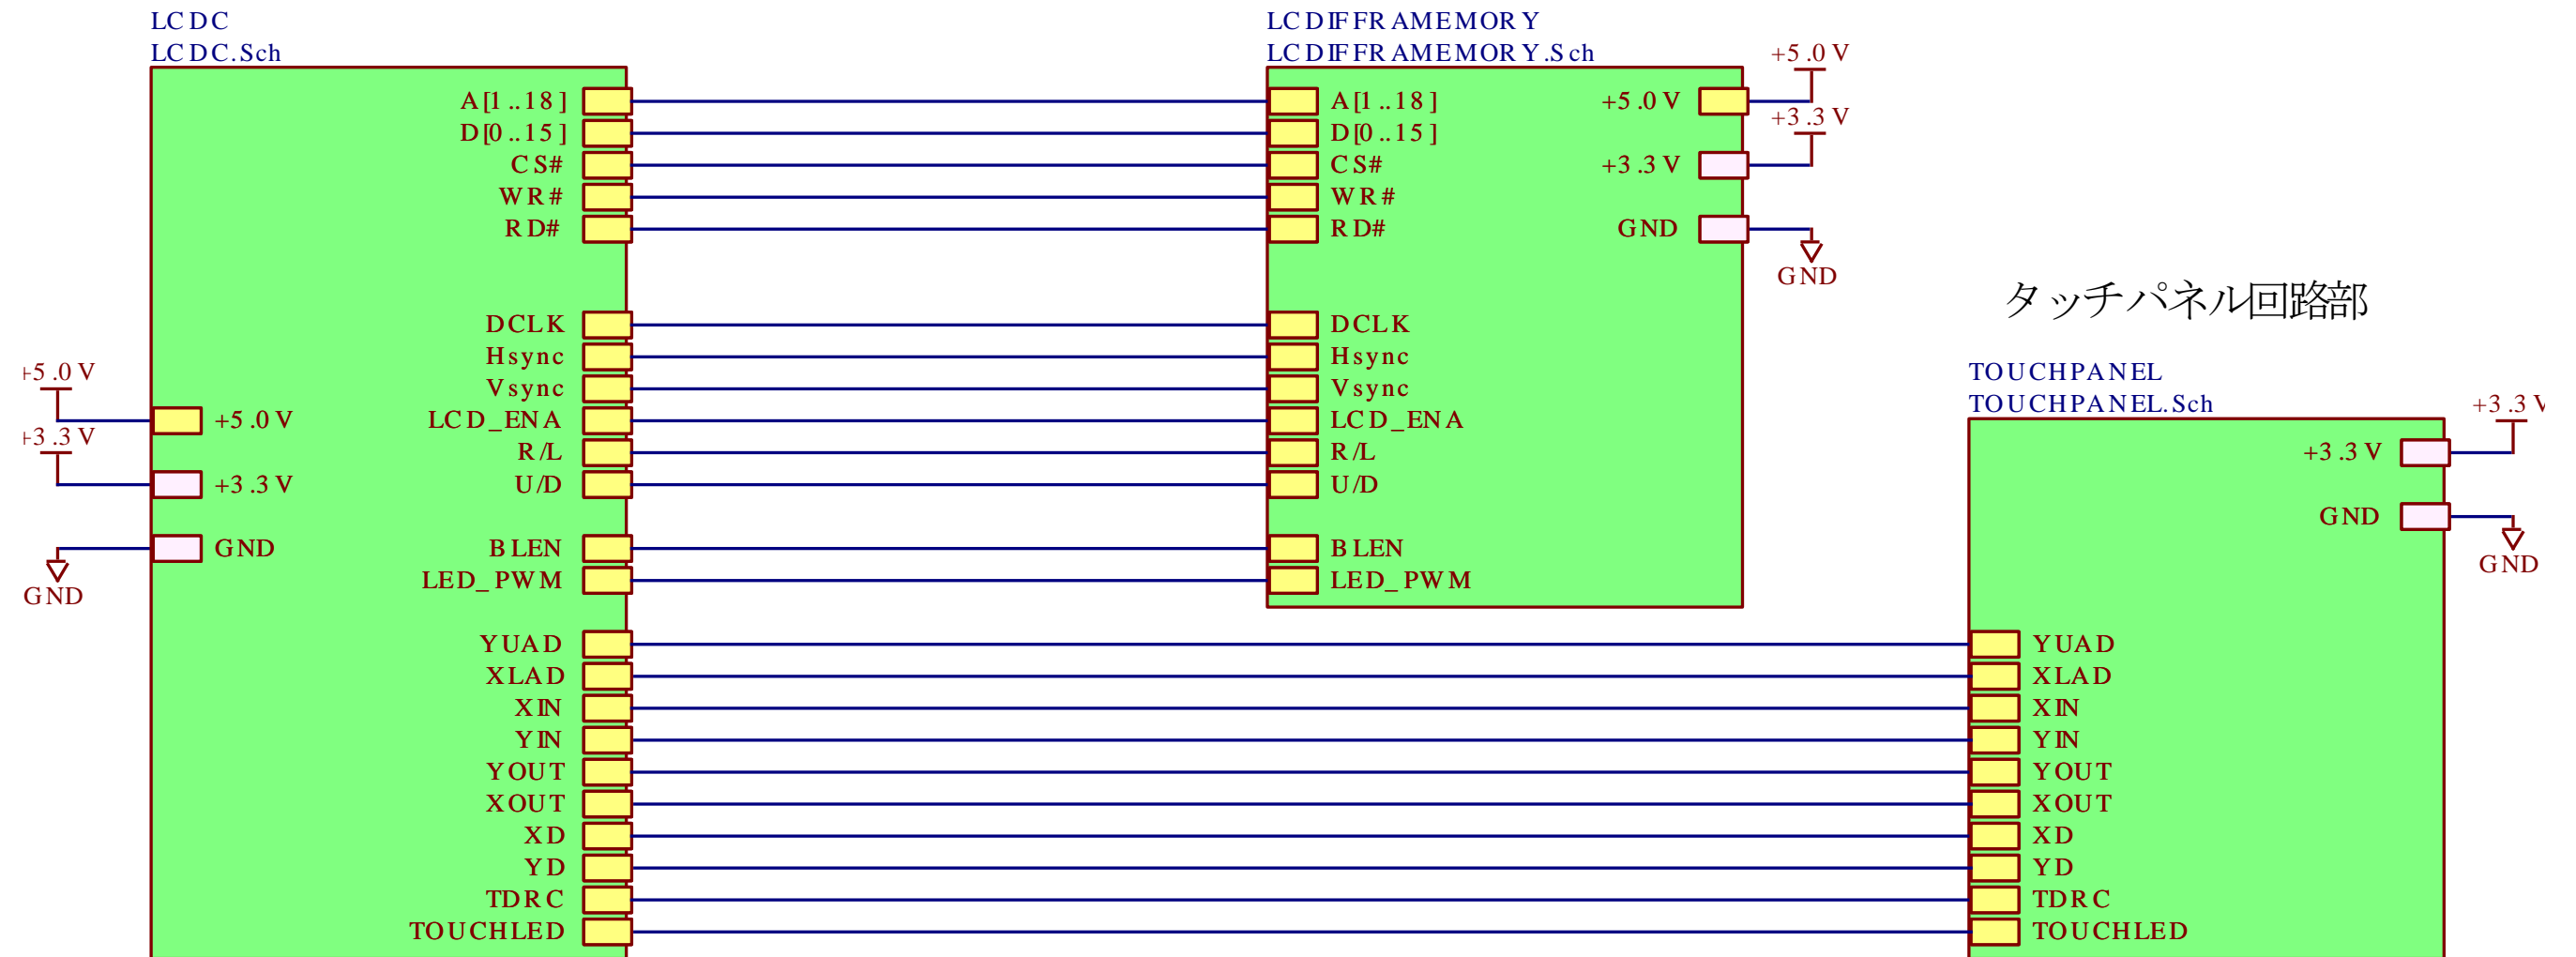 LCDC
LCDC.Sch
A[1..18]
D[0..15]
CS#
WR#
RD#
DCLK
Hsync
Vsync
LCD_ENA
R/L
U/D
BLEN
LED_PWM
YUAD
XLAD
XIN
YIN
YOUT
XOUT
XD
YD
TDRC
TOUCHLED
+5.0V
+5.0V
+3.3V
+3.3V
GND
GND
LCDIFFRAMEMORY
LCDIFFRAMEMORY.Sch
A[1..18]
D[0..15]
CS#
WR#
RD#
DCLK
Hsync
Vsync
LCD_ENA
R/L
U/D
BLEN
LED_PWM
+5.0V
+5.0V
+3.3V
+3.3V
GND
GND
タッチパネル回路部
TOUCHPANEL
TOUCHPANEL.Sch
+3.3V
+3.3V
GND
GND
YUAD
XLAD
XIN
YIN
YOUT
XOUT
XD
YD
TDRC
TOUCHLED